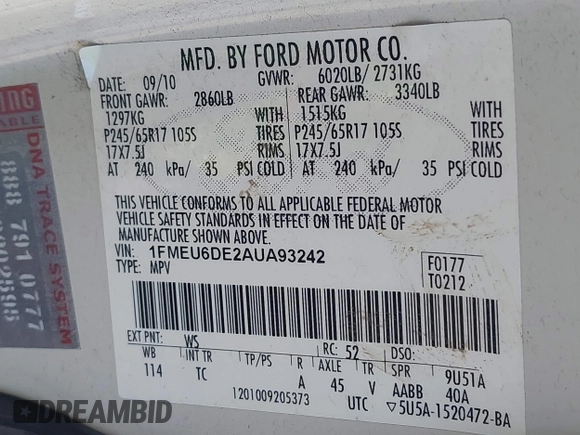 MFD. BY FORD MOTOR CO.
DATE: 09/10 GVWR: 6020LB/ 2731KG
FRONT GAWR: 2860LB REAR GAWR: 3340LB
1297KG WITH 1515KG WITH
P245/65R17 105S TIRES P245/65R17 105S TIRES
17X7.5J RIMS 17X7.5J RIMS
AT 240 kPa/ 35 PSI COLD AT 240 kPa/ 35 PSI COLD
THIS VEHICLE CONFORMS TO ALL APPLICABLE FEDERAL MOTOR
VEHICLE SAFETY STANDARDS IN EFFECT ON THE DATE OF
MANUFACTURE SHOWN ABOVE.
VIN: 1FMEU6DE2AUA93242
TYPE: MPV
F0177
T0212
EXT PNT: WS RC: 52 DSO:
WB INT TR TP/PS R AXLE TR SPR 9U51A
114 TC A 45 V AABB 40A
1201009205373 UTC ▽5U5A-1520472-BA
DNA TRACE SYSTEM
791 0777
DREAMBID